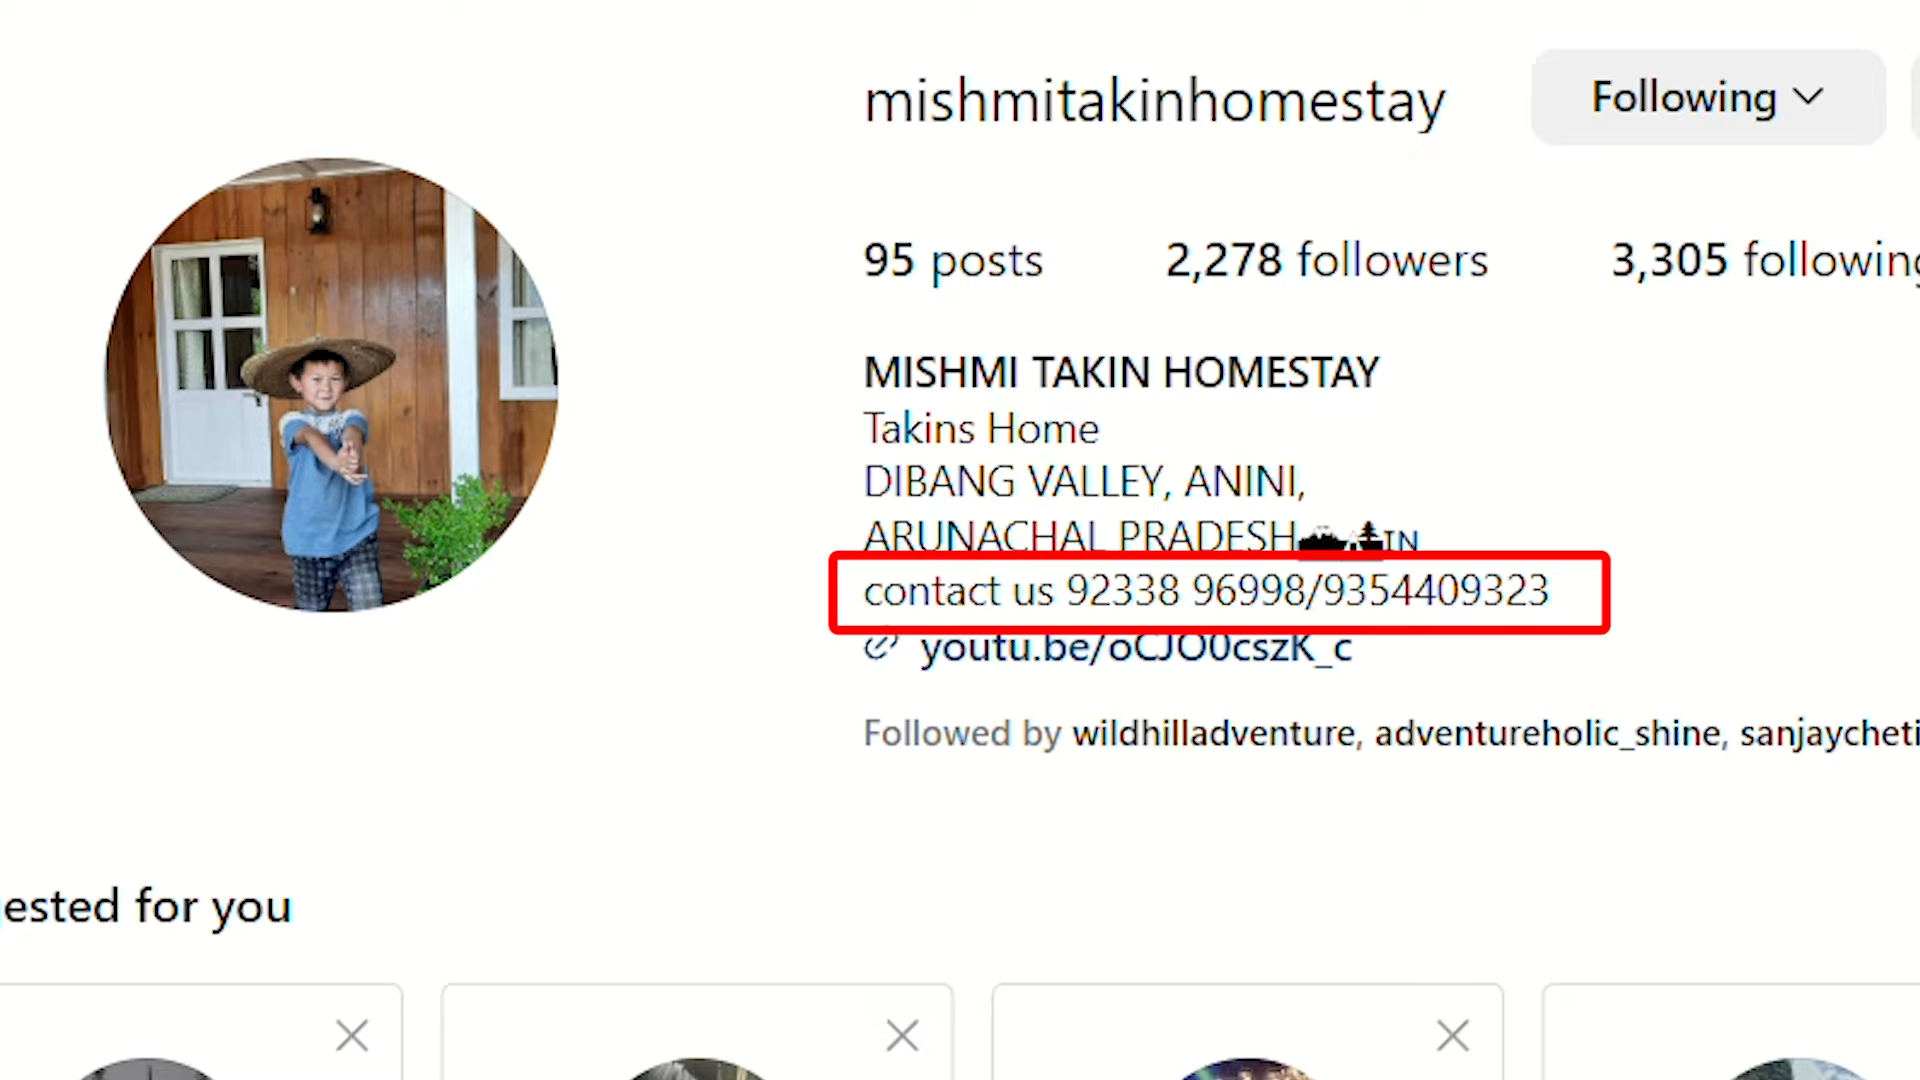 mishmitakinhomestay
Following
95 posts 2,278 followers 3,305 following
MISHMI TAKIN HOMESTAY
Takins Home
DIBANG VALLEY, ANINI,
ARUNACHAL PRADESH IN
contact us 92338 96998/9354409323
youtu.be/oCJO0cszK_c
Followed by wildhilladventure, adventureholic_shine, sanjaycheti
ested for you